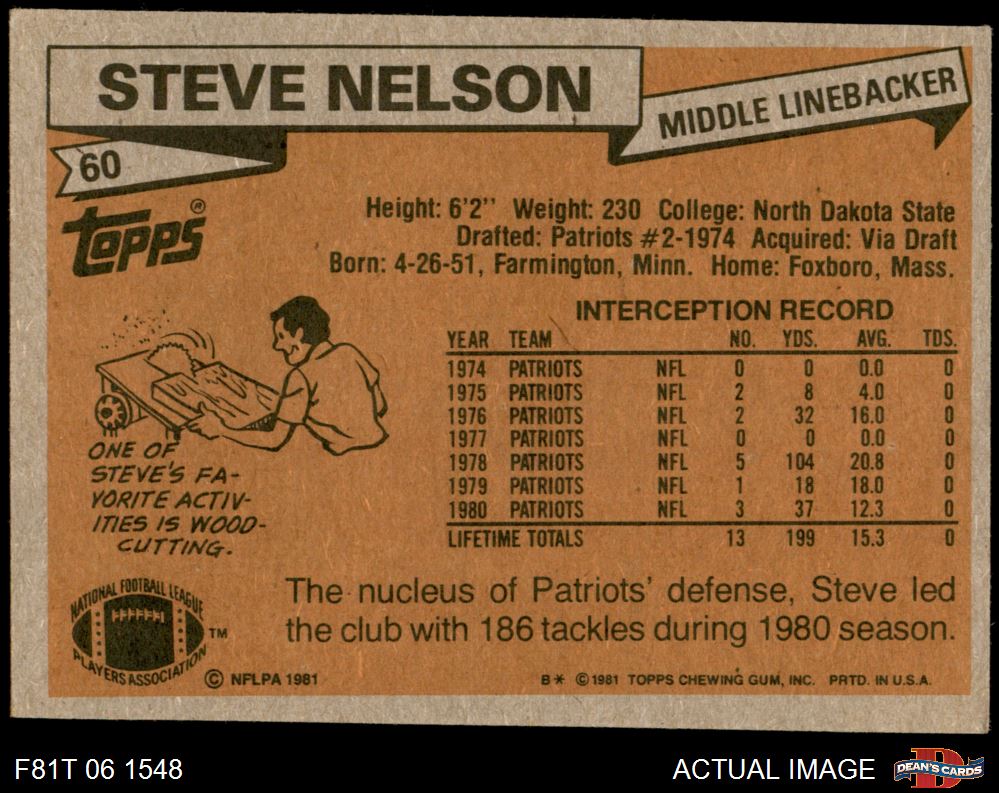 STEVE NELSON
MIDDLE LINEBACKER
60
TOPPS®
Height: 6'2" Weight: 230 College: North Dakota State
Drafted: Patriots #2-1974 Acquired: Via Draft
Born: 4-26-51, Farmington, Minn. Home: Foxboro, Mass.
INTERCEPTION RECORD
YEAR TEAM NO. YDS. AVG. TDS.
1974 PATRIOTS NFL 0 0 0.0 0
1975 PATRIOTS NFL 2 8 4.0 0
1976 PATRIOTS NFL 2 32 16.0 0
1977 PATRIOTS NFL 0 0 0.0 0
1978 PATRIOTS NFL 5 104 20.8 0
1979 PATRIOTS NFL 1 18 18.0 0
1980 PATRIOTS NFL 3 37 12.3 0
LIFETIME TOTALS 13 199 15.3 0
ONE OF
STEVE'S FA-
VORITE ACTIV-
ITIES IS WOOD-
CUTTING.
The nucleus of Patriots' defense, Steve led
the club with 186 tackles during 1980 season.
NATIONAL FOOTBALL LEAGUE
PLAYERS ASSOCIATION
TM
© NFLPA 1981
B* ©1981 TOPPS CHEWING GUM, INC. PRTD. IN U.S.A.
F81T 06 1548
ACTUAL IMAGE
DEAN'S CARDS